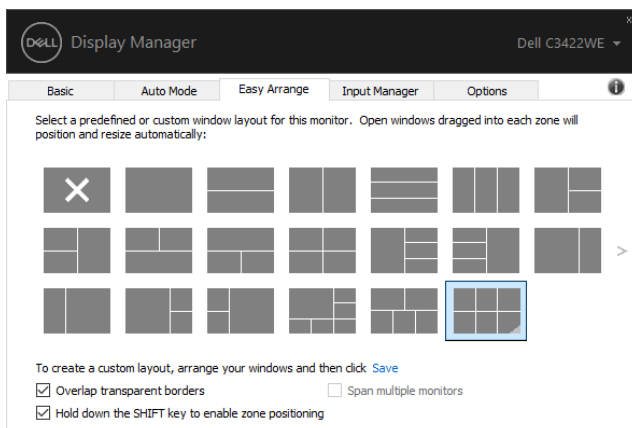 DELL Display Manager Dell C3422WE
Basic Auto Mode Easy Arrange Input Manager Options
Select a predefined or custom window layout for this monitor. Open windows dragged into each zone will
position and resize automatically:
To create a custom layout, arrange your windows and then click Save
Overlap transparent borders Span multiple monitors
Hold down the SHIFT key to enable zone positioning